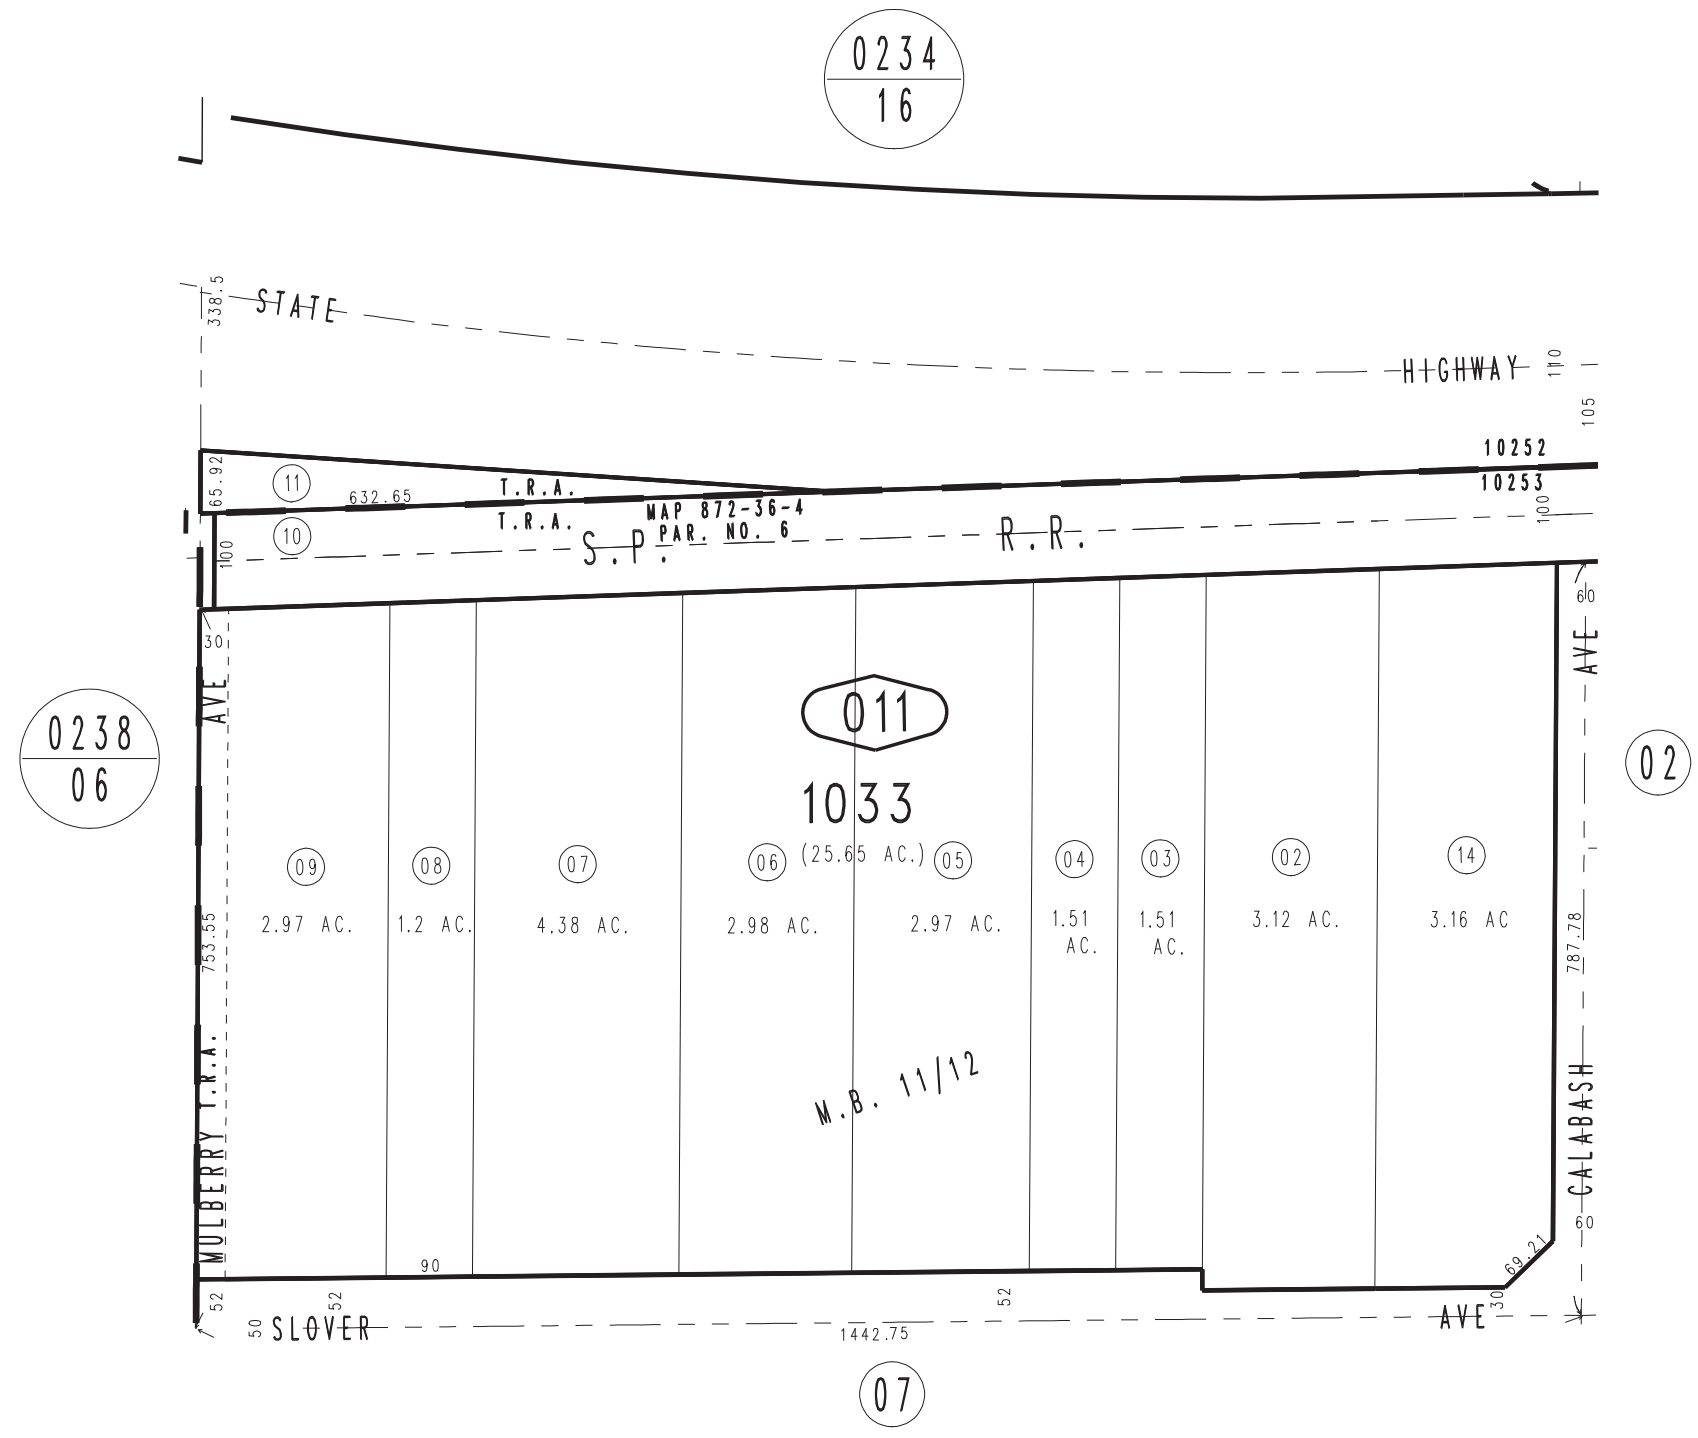 0234
16
338.5
STATE
HIGHWAY
110
105
10252
10253
100
65.92
11
632.65
T.R.A.
T.R.A.
10
MAP 872-36-4
PAR. NO. 6
S.P.
R.R.
100
30
60
AVE
AVE
0238
06
011
1033
(25.65 AC.)
02
09
08
07
06
05
04
03
02
14
2.97 AC.
1.2 AC.
4.38 AC.
2.98 AC.
2.97 AC.
1.51
AC.
1.51
AC.
3.12 AC.
3.16 AC
753.55
787.78
M.B. 11/12
MULBERRY T.R.A.
CALABASH
60
69.21
90
52
52
52
30
50
SLOVER
1442.75
AVE
07